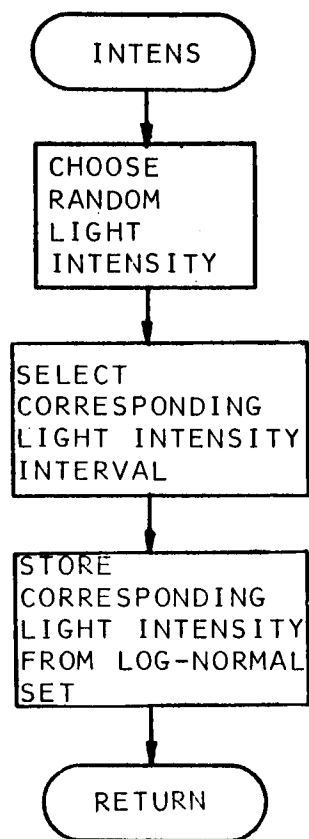 INTENS
CHOOSE
RANDOM
LIGHT
INTENSITY
SELECT
CORRESPONDING
LIGHT INTENSITY
INTERVAL
STORE
CORRESPONDING
LIGHT INTENSITY
FROM LOG-NORMAL
SET
RETURN